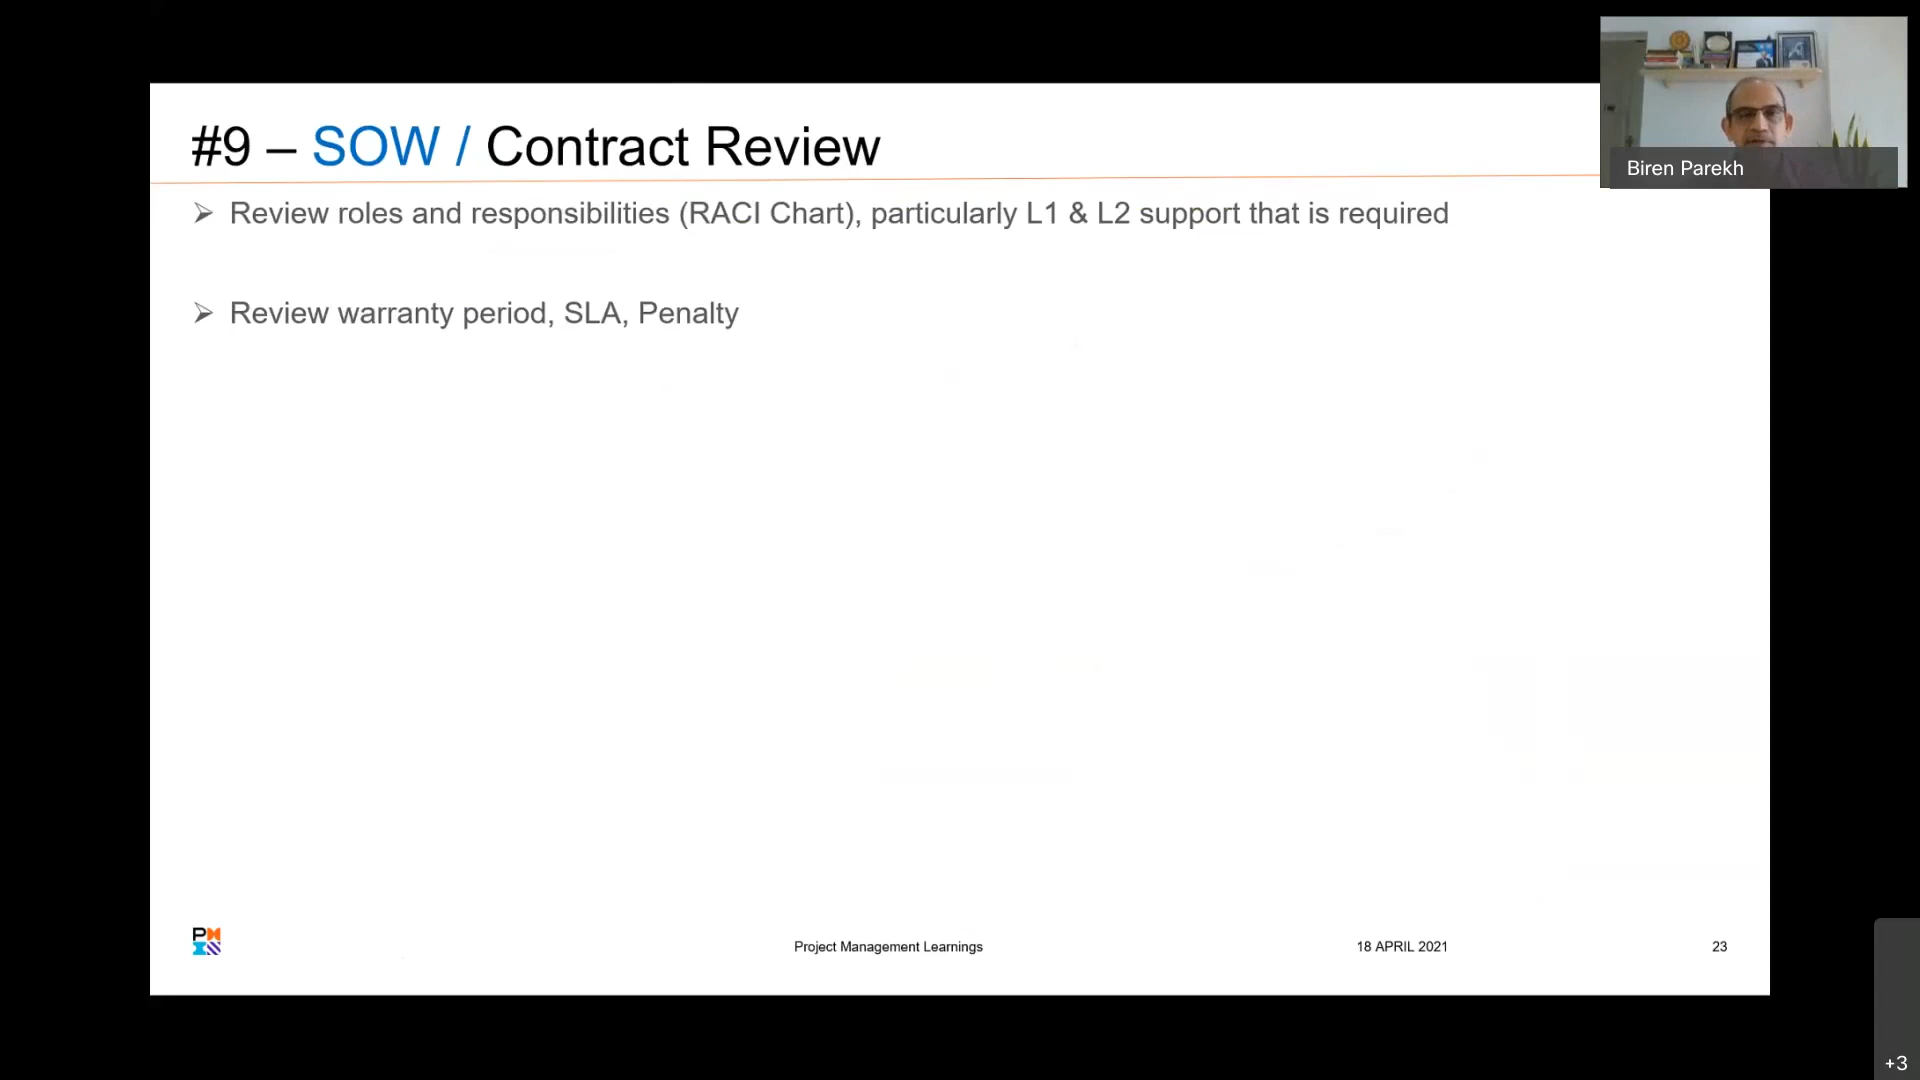 #9 – SOW / Contract Review
Biren Parekh
➢ Review roles and responsibilities (RACI Chart), particularly L1 & L2 support that is required
➢ Review warranty period, SLA, Penalty
PM
Project Management Learnings
18 APRIL 2021
23
+3